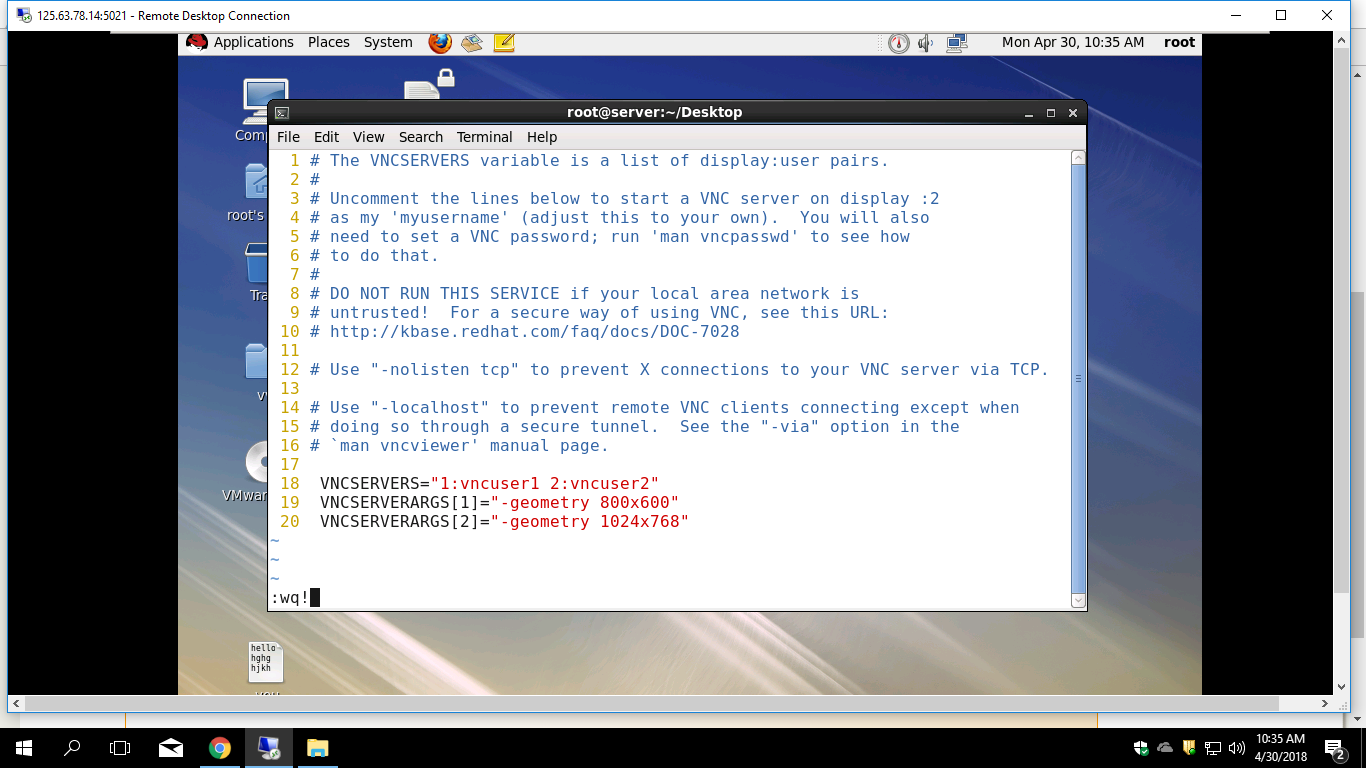 125.63.78.14:5021 - Remote Desktop Connection
Applications Places System Mon Apr 30, 10:35 AM root
root@server:~/Desktop
File Edit View Search Terminal Help
1 # The VNCSERVERS variable is a list of display:user pairs.
2 #
3 # Uncomment the lines below to start a VNC server on display :2
4 # as my 'myusername' (adjust this to your own).  You will also
5 # need to set a VNC password; run 'man vncpasswd' to see how
6 # to do that.
7 #
8 # DO NOT RUN THIS SERVICE if your local area network is
9 # untrusted!  For a secure way of using VNC, see this URL:
10 # http://kbase.redhat.com/faq/docs/DOC-7028
11
12 # Use "-nolisten tcp" to prevent X connections to your VNC server via TCP.
13
14 # Use "-localhost" to prevent remote VNC clients connecting except when
15 # doing so through a secure tunnel.  See the "-via" option in the
16 # `man vncviewer' manual page.
17
18  VNCSERVERS="1:vncuser1 2:vncuser2"
19  VNCSERVERARGS[1]="-geometry 800x600"
20  VNCSERVERARGS[2]="-geometry 1024x768"
~
~
~
:wq!
Comp
root's
Tra
VMwar
hello
hghg
hjkh
10:35 AM
4/30/2018
2